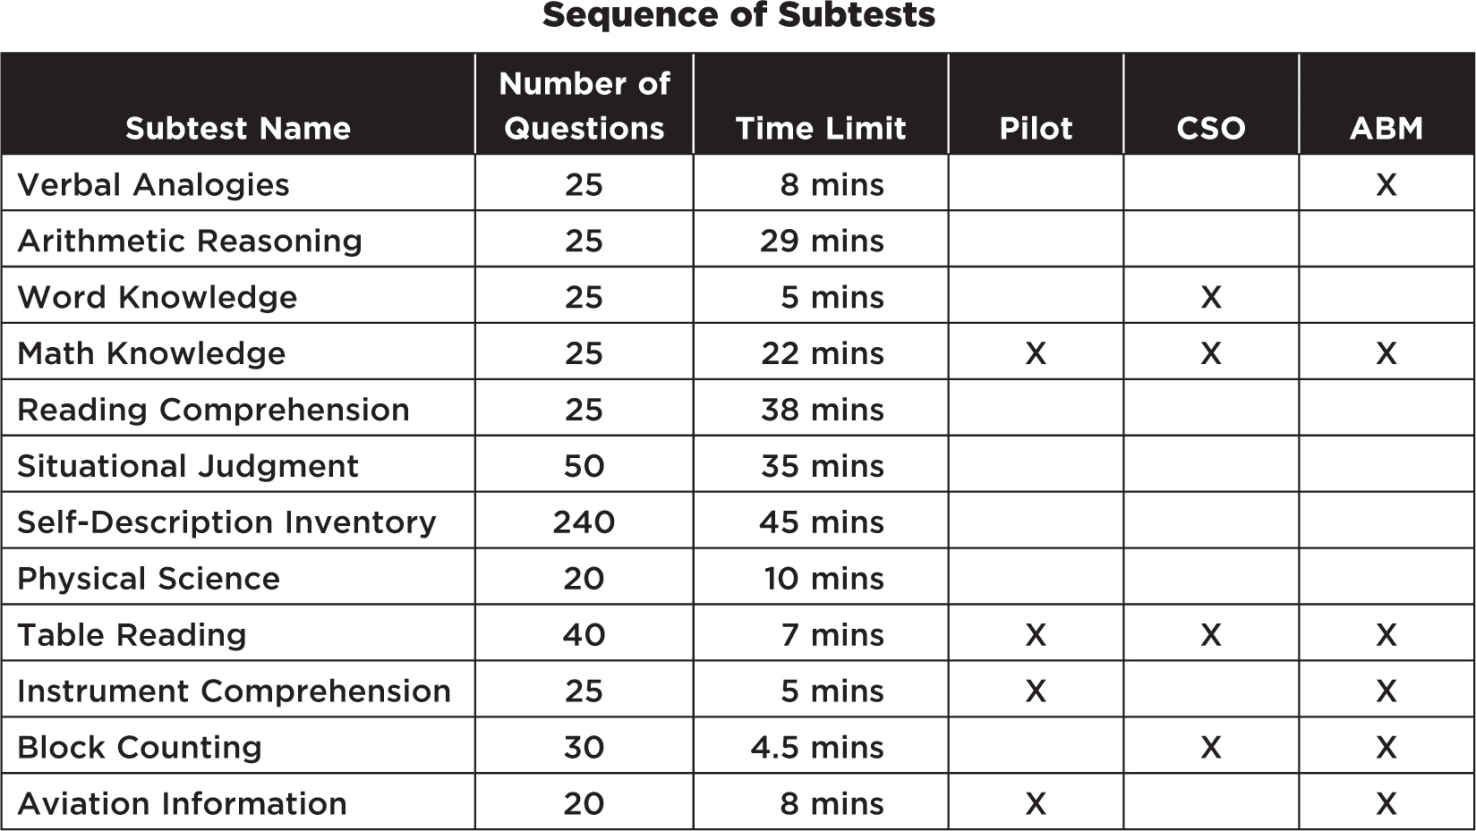 Sequence of Subtests
Subtest Name Number of Questions Time Limit Pilot CSO ABM
Verbal Analogies 25 8 mins X
Arithmetic Reasoning 25 29 mins
Word Knowledge 25 5 mins X
Math Knowledge 25 22 mins X X X
Reading Comprehension 25 38 mins
Situational Judgment 50 35 mins
Self-Description Inventory 240 45 mins
Physical Science 20 10 mins
Table Reading 40 7 mins X X X
Instrument Comprehension 25 5 mins X X
Block Counting 30 4.5 mins X X
Aviation Information 20 8 mins X X